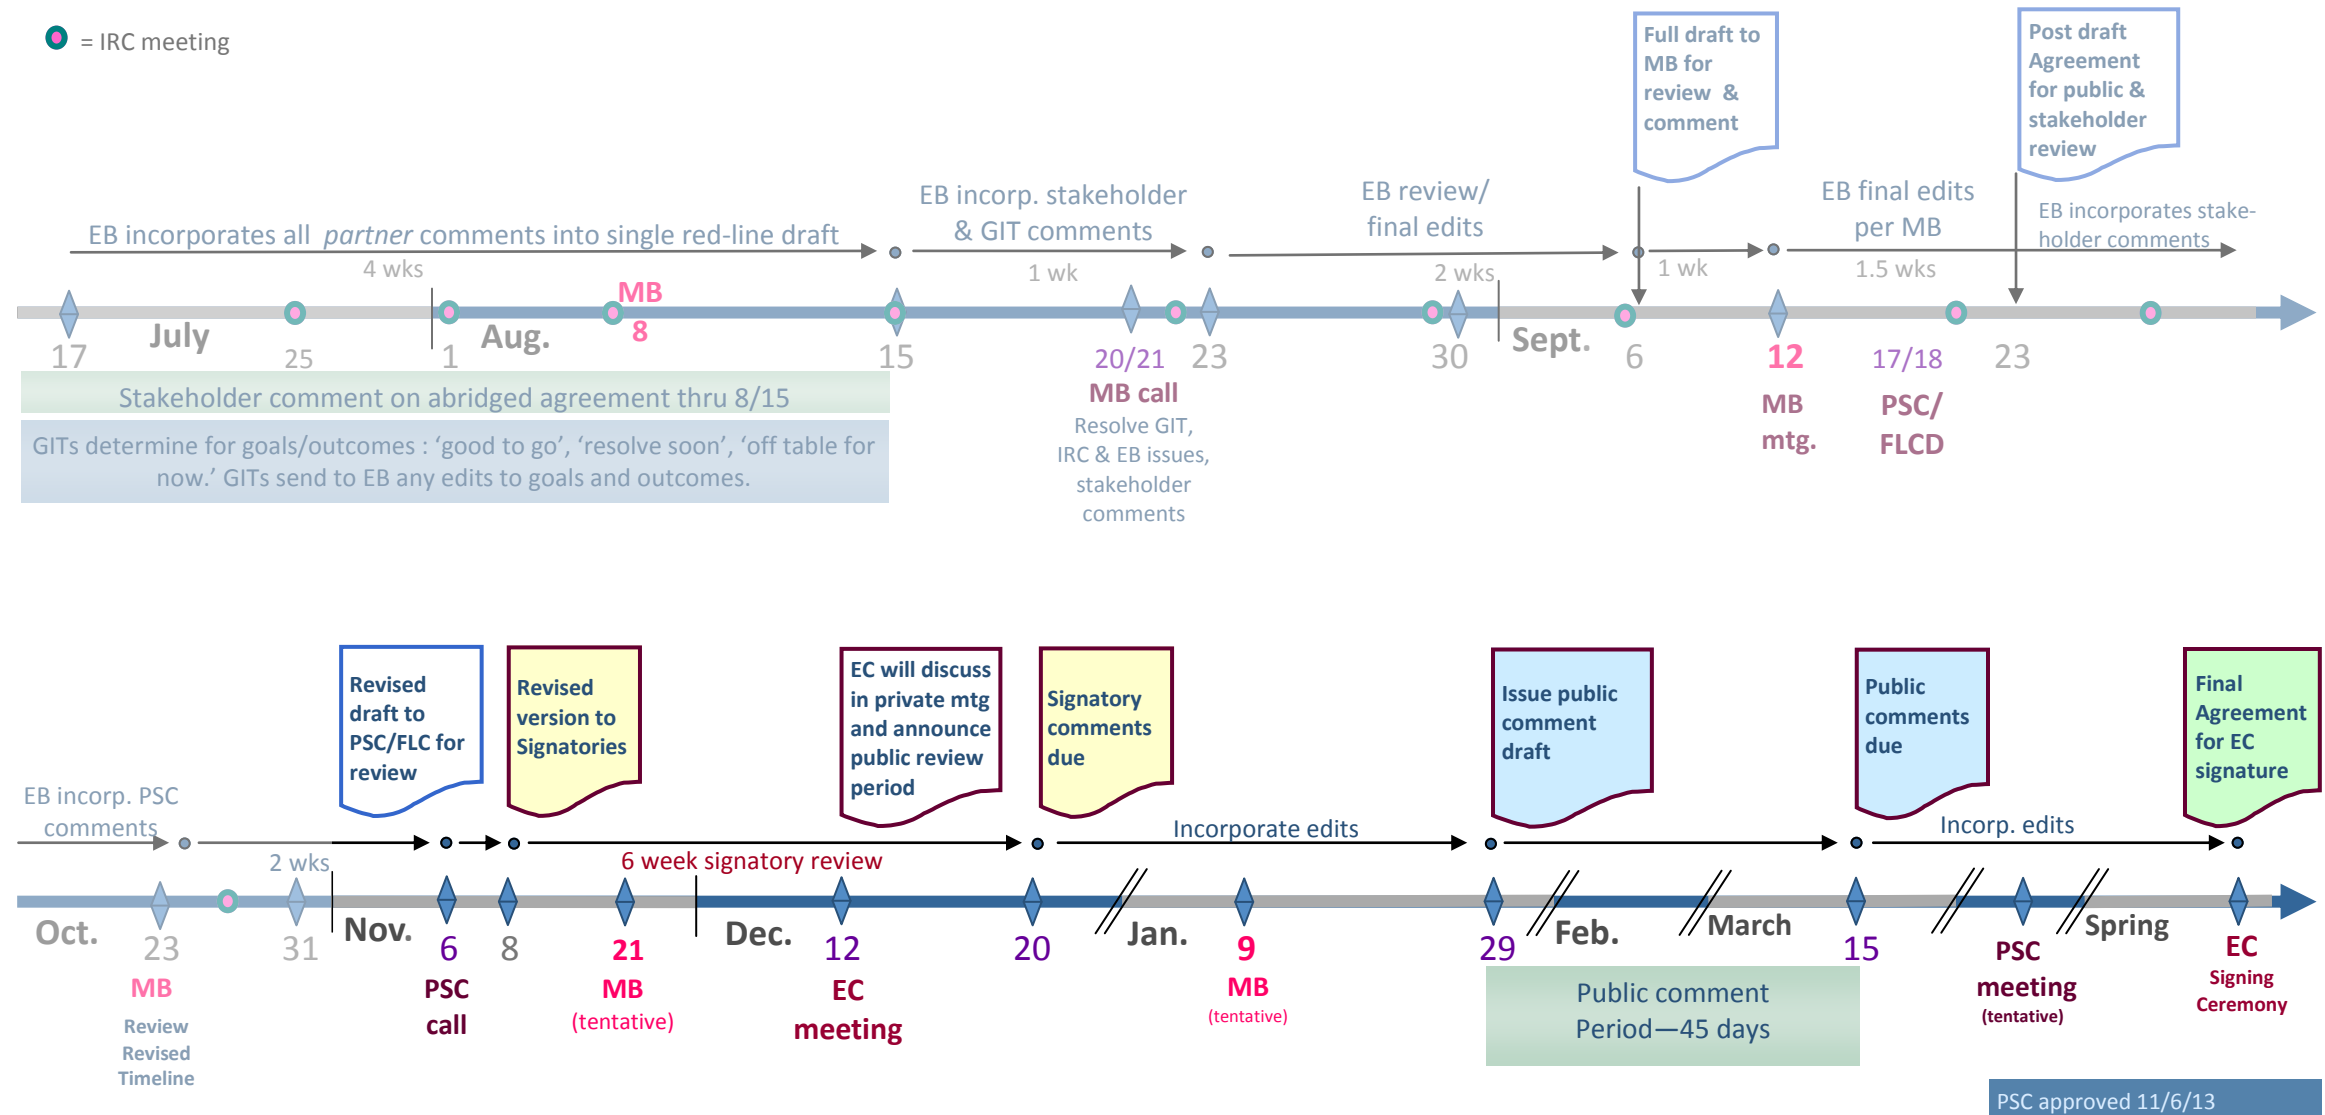 = IRC meeting
Full draft to
MB for
review  &
comment
Post draft
Agreement
for public &
stakeholder
review
EB incorporates all  partner comments into single red-line draft
4 wks
EB incorp. stakeholder
& GIT comments
1 wk
EB review/
final edits
2 wks
1 wk
EB final edits
per MB
1.5 wks
EB incorporates stake-
holder comments
July
Aug.
MB
8
Sept.
17
25
1
15
20/21
23
30
6
12
17/18
23
MB call
Resolve GIT,
IRC & EB issues,
stakeholder
comments
MB
mtg.
PSC/
FLCD
Stakeholder comment on abridged agreement thru 8/15
GITs determine for goals/outcomes : ‘good to go’, ‘resolve soon’, ‘off table for
now.’ GITs send to EB any edits to goals and outcomes.
Revised
draft to
PSC/FLC for
review
Revised
version to
Signatories
EC will discuss
in private mtg
and announce
public review
period
Signatory
comments
due
Issue public
comment
draft
Public
comments
due
Final
Agreement
for EC
signature
EB incorp. PSC
comments
2 wks
6 week signatory review
Incorporate edits
Incorp. edits
Oct.
Nov.
Dec.
Jan.
Feb.
March
Spring
23
31
6
8
21
12
20
9
29
15
MB
Review
Revised
Timeline
PSC
call
MB
(tentative)
EC
meeting
MB
(tentative)
Public comment
Period—45 days
PSC
meeting
(tentative)
EC
Signing
Ceremony
PSC approved 11/6/13